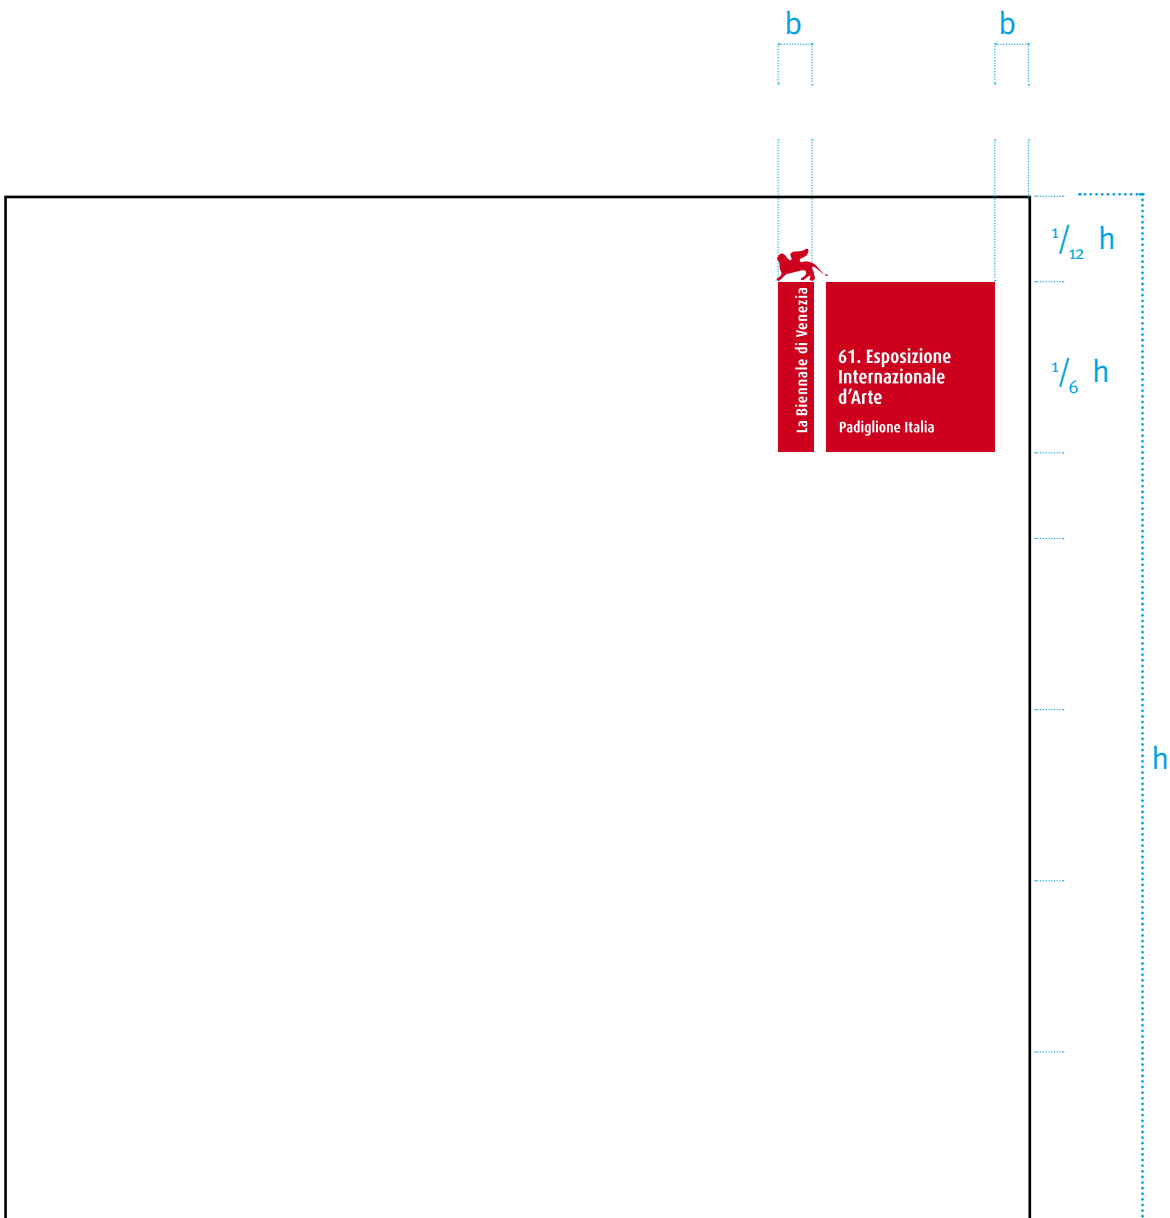 b
b
1/12 h
La Biennale di Venezia
61. Esposizione
Internazionale
d’Arte
Padiglione Italia
1/6 h
h